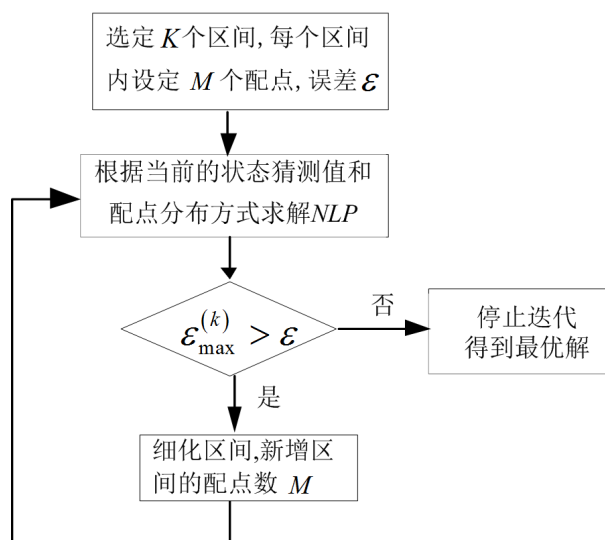 选定K个区间,每个区间
内设定 M 个配点,误差ε
根据当前的状态猜测值和
配点分布方式求解NLP
ε_max^(k) > ε
否
停止迭代
得到最优解
是
细化区间,新增区
间的配点数 M